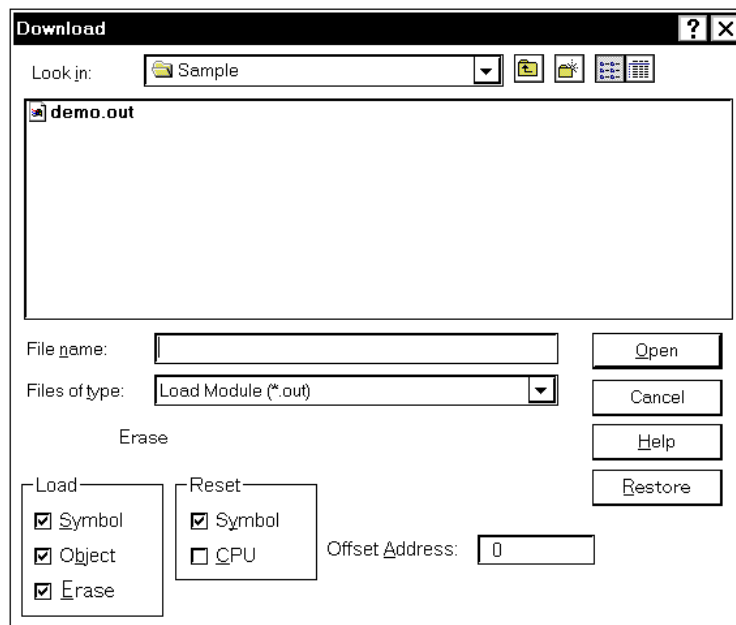 Download
Look in: Sample
demo.out
File name:
Open
Files of type: Load Module (*.out)
Cancel
Erase
Help
Restore
Load
Symbol
Object
Erase
Reset
Symbol
CPU
Offset Address: 0